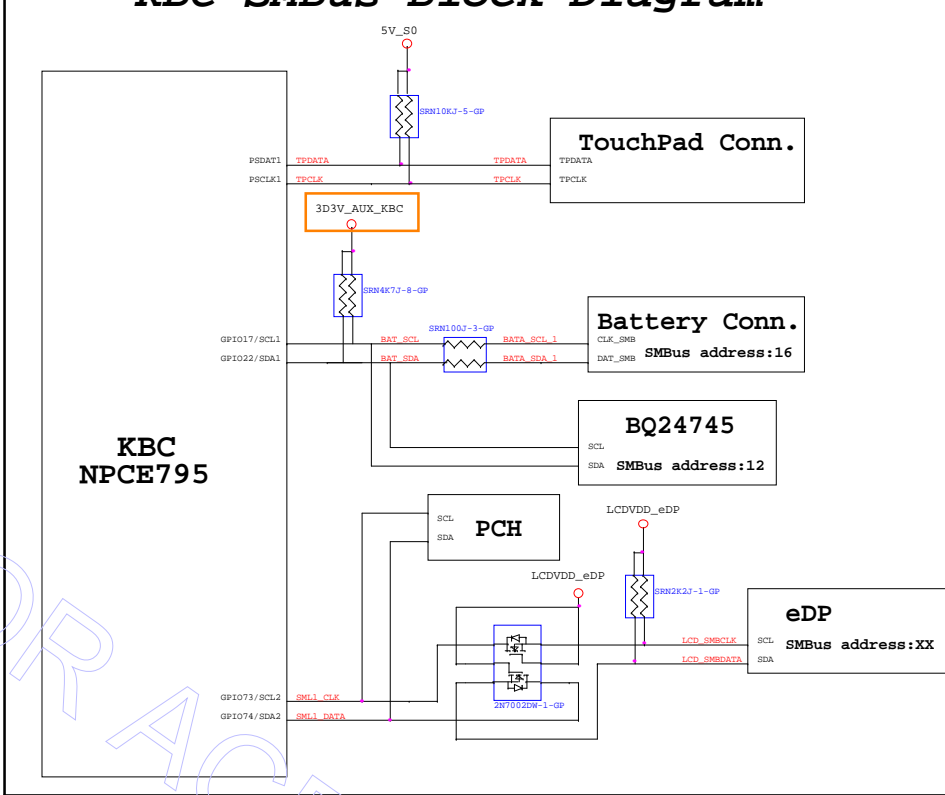 KBC SMBus Block Diagram
5V_S0
SRN10KJ-5-GP
TouchPad Conn.
PSDAT1 TPDATA TPDATA TPDATA
PSCLK1 TPCLK TPCLK TPCLK
3D3V_AUX_KBC
SRN4K7J-8-GP
SRN100J-3-GP
Battery Conn.
GPIO17/SCL1 BAT_SCL BATA_SCL_1 CLK_SMB
GPIO22/SDA1 BAT_SDA BATA_SDA_1 DAT_SMB
SMBus address:16
BQ24745
SCL
SDA SMBus address:12
KBC
NPCE795
SCL
SDA
PCH
LCDVDD_eDP
LCDVDD_eDP
SRN2K2J-1-GP
eDP
LCD_SMBCLK SCL SMBus address:XX
LCD_SMBDATA SDA
GPIO73/SCL2 SML1_CLK
2N7002DW-1-GP
GPIO74/SDA2 SML1_DATA